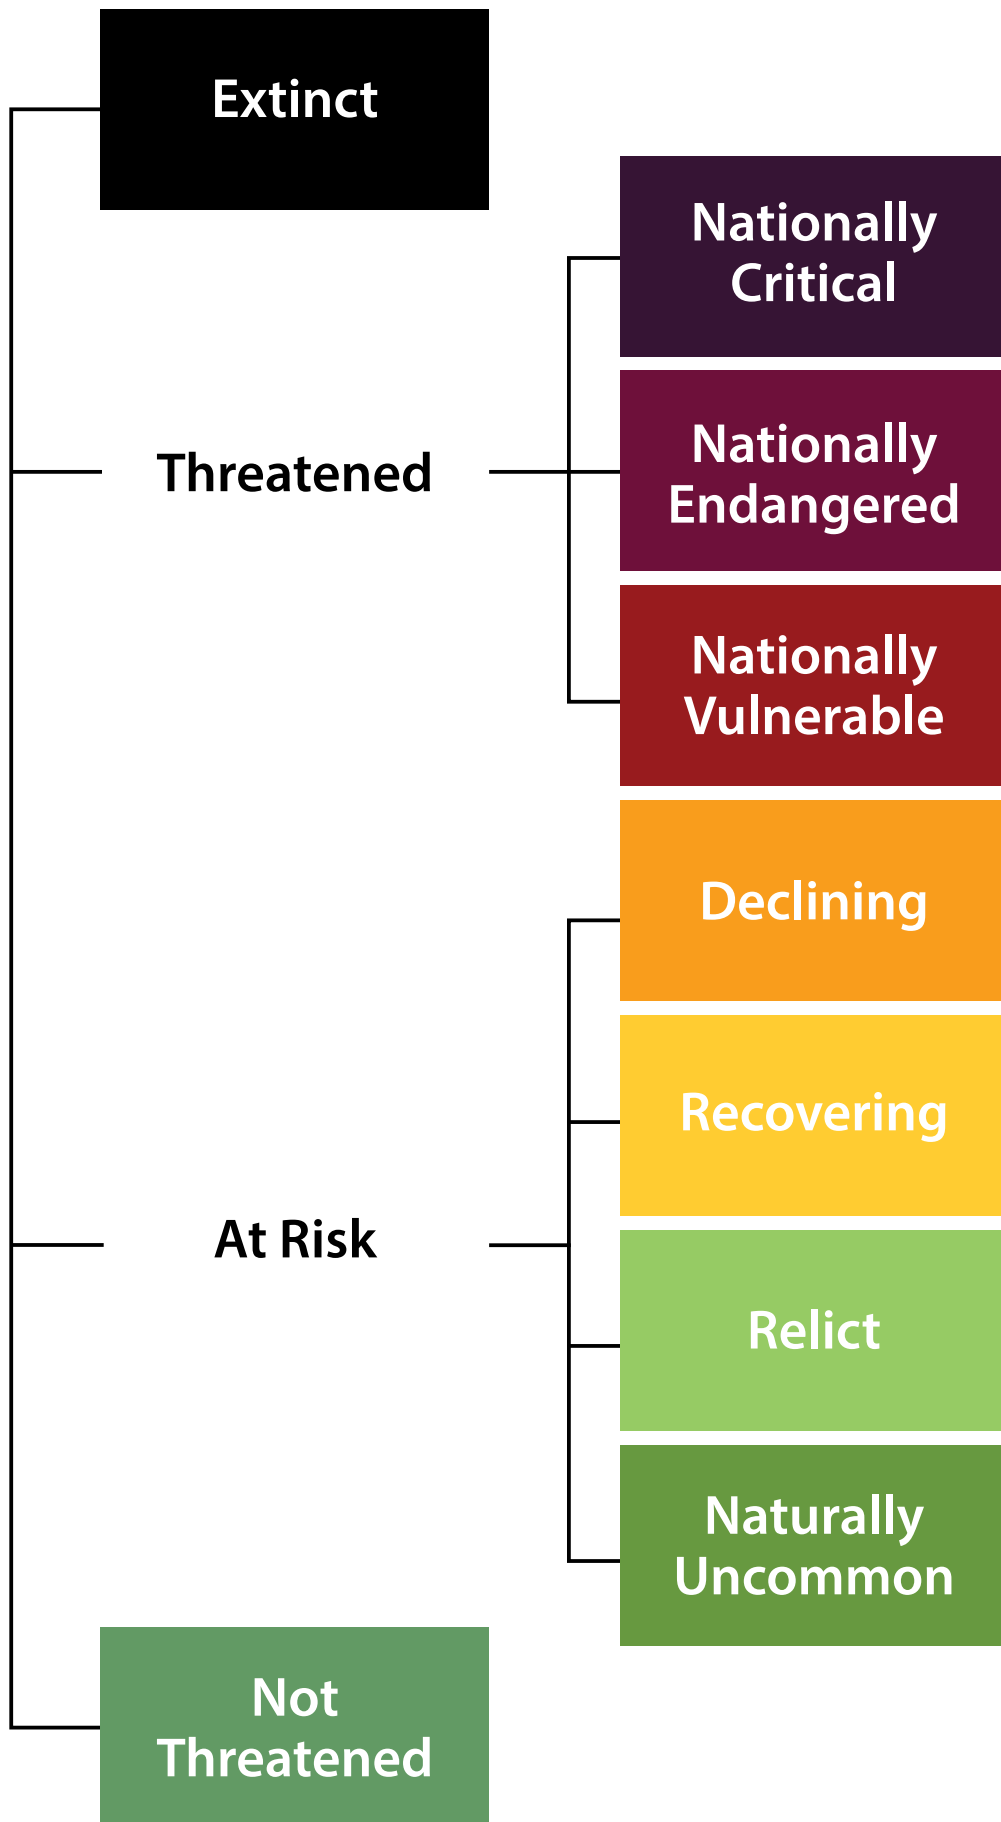 Extinct
Threatened
Nationally
Critical
Nationally
Endangered
Nationally
Vulnerable
At Risk
Declining
Recovering
Relict
Naturally
Uncommon
Not
Threatened